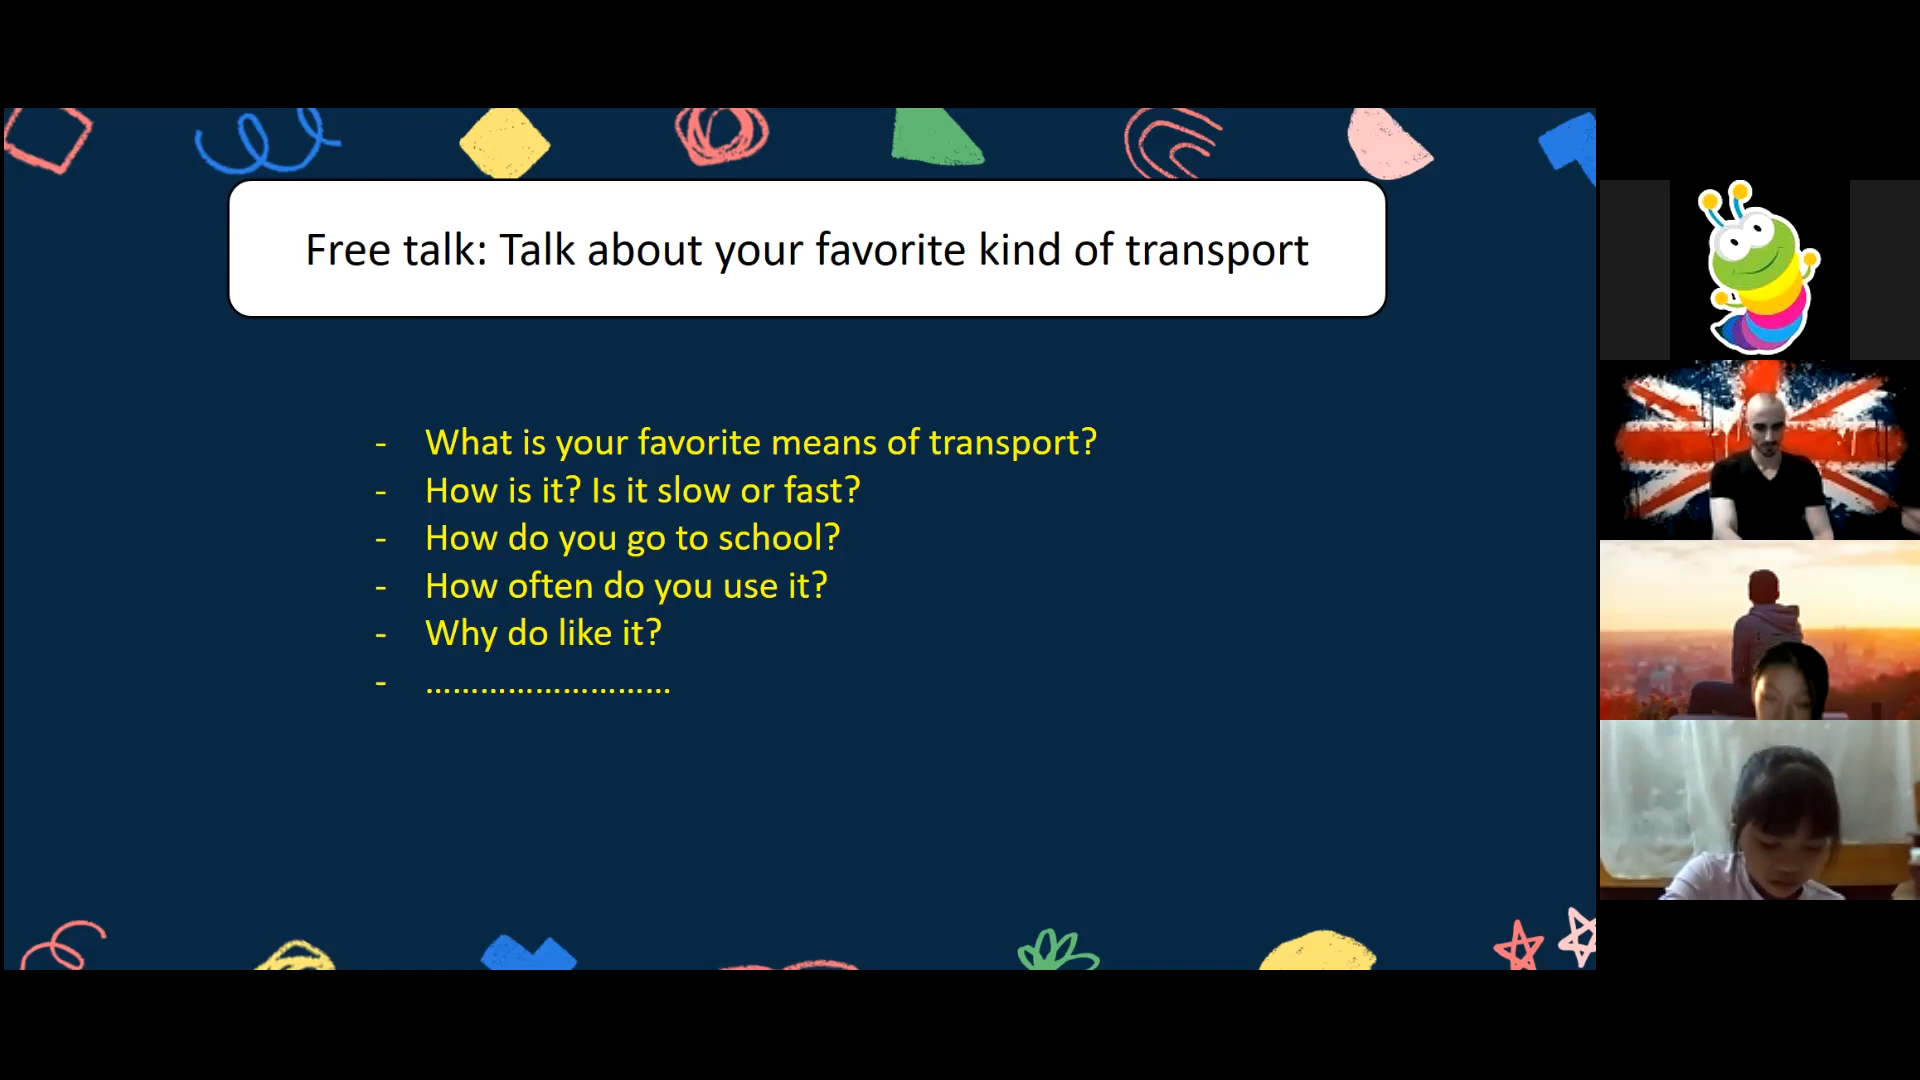 Free talk: Talk about your favorite kind of transport
- What is your favorite means of transport?
- How is it? Is it slow or fast?
- How do you go to school?
- How often do you use it?
- Why do like it?
- ...........................